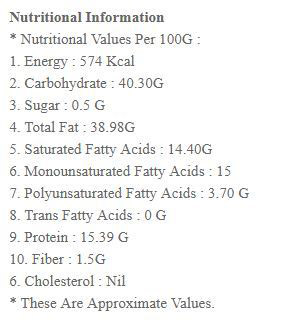 Nutritional Information
* Nutritional Values Per 100G :
1. Energy : 574 Kcal
2. Carbohydrate : 40.30G
3. Sugar : 0.5 G
4. Total Fat : 38.98G
5. Saturated Fatty Acids : 14.40G
6. Monounsaturated Fatty Acids : 15
7. Polyunsaturated Fatty Acids : 3.70 G
8. Trans Fatty Acids : 0 G
9. Protein : 15.39 G
10. Fiber : 1.5G
6. Cholesterol : Nil
* These Are Approximate Values.